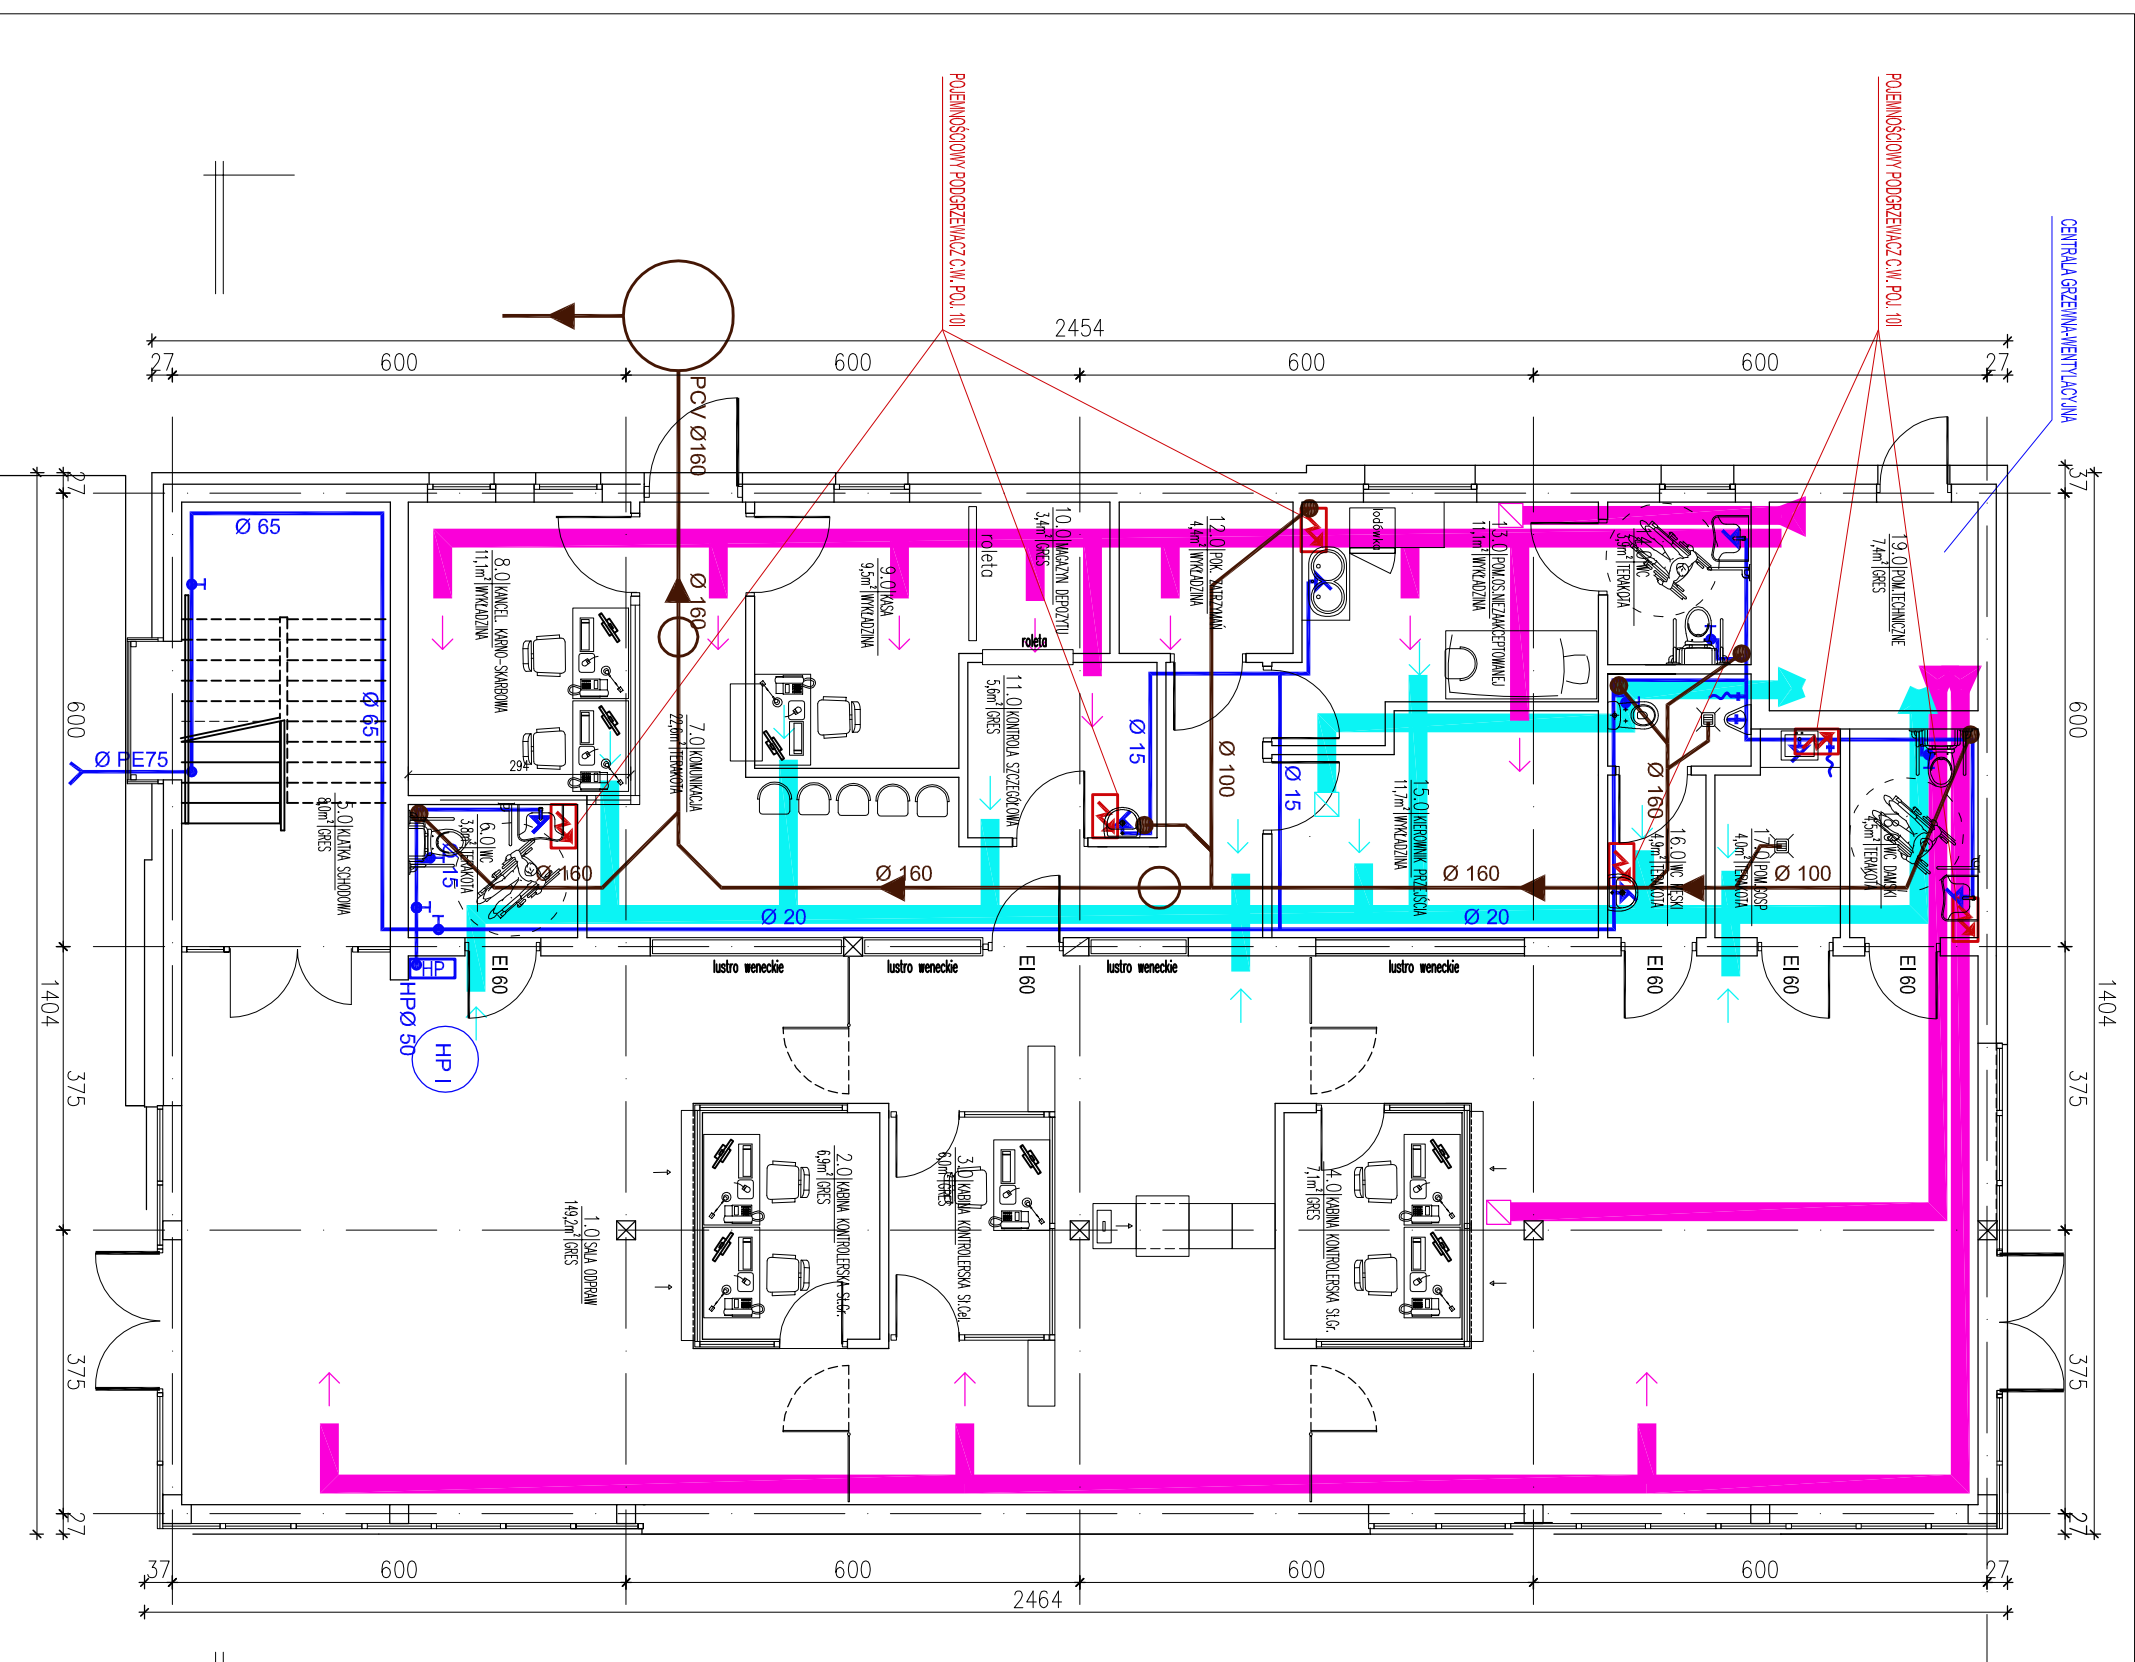 POJEMNOŚCIOWY PODGRZEWACZ C.W. POJ. 10l
POJEMNOŚCIOWY PODGRZEWACZ C.W. POJ. 10l
CENTRALA GRZEWNA-WENTYLACYJNA
2454
27
600
600
600
600
27
PCV Ø160
27
600
1404
375
375
27
37
600
1404
375
375
27
Ø 65
Ø 65
Ø PE75
Ø 160
8.0 KANCEL. KARNO-SKARBOWA
11,1m² WYKŁADZINA
9.0 KASA
9,5m² WYKŁADZINA
roleta
10.0 MAGAZYN DEPOZYTU
3,4m² GRES
roleta
12.0 POK. ZATRZYMAŃ
4,4m² WYKŁADZINA
lodówka
13.0 POM.OS.NIEZAAKCEPTOWANEJ
11,1m² WYKŁADZINA
TERAKOTA
19.0 POM.TECHNICZNE
7,4m² GRES
11.0 KONTROLA SZCZEGÓŁOWA
5,6m² GRES
7.0 KOMUNIKACJA
22,6m² TERAKOTA
294
Ø 15
Ø 100
Ø 15
15.0 KIEROWNIK PRZEJŚCIA
11,7m² WYKŁADZINA
Ø 160
16.0 WC MĘSKI
4,9m² TERAKOTA
17.0 POM.GOSP
4,0m² TERAKOTA
WC DAMSKI
4,5m² TERAKOTA
5.0 KLATKA SCHODOWA
8,0m² GRES
6.0 WC
3,8m² TERAKOTA
Ø 15
Ø 160
Ø 160
Ø 160
Ø 100
Ø 20
Ø 20
HP
HPØ 50
HP I
EI 60
lustro weneckie
lustro weneckie
EI 60
lustro weneckie
lustro weneckie
EI 60
EI 60
EI 60
1.0 SALA ODPRAW
149,2m² GRES
2.0 KABINA KONTROLERSKA St.Gr.
6,9m² GRES
3.0 KABINA KONTROLERSKA St.Cel.
6,0m² GRES
4.0 KABINA KONTROLERSKA St.Gr.
7,1m² GRES
37
600
600
600
600
27
2464